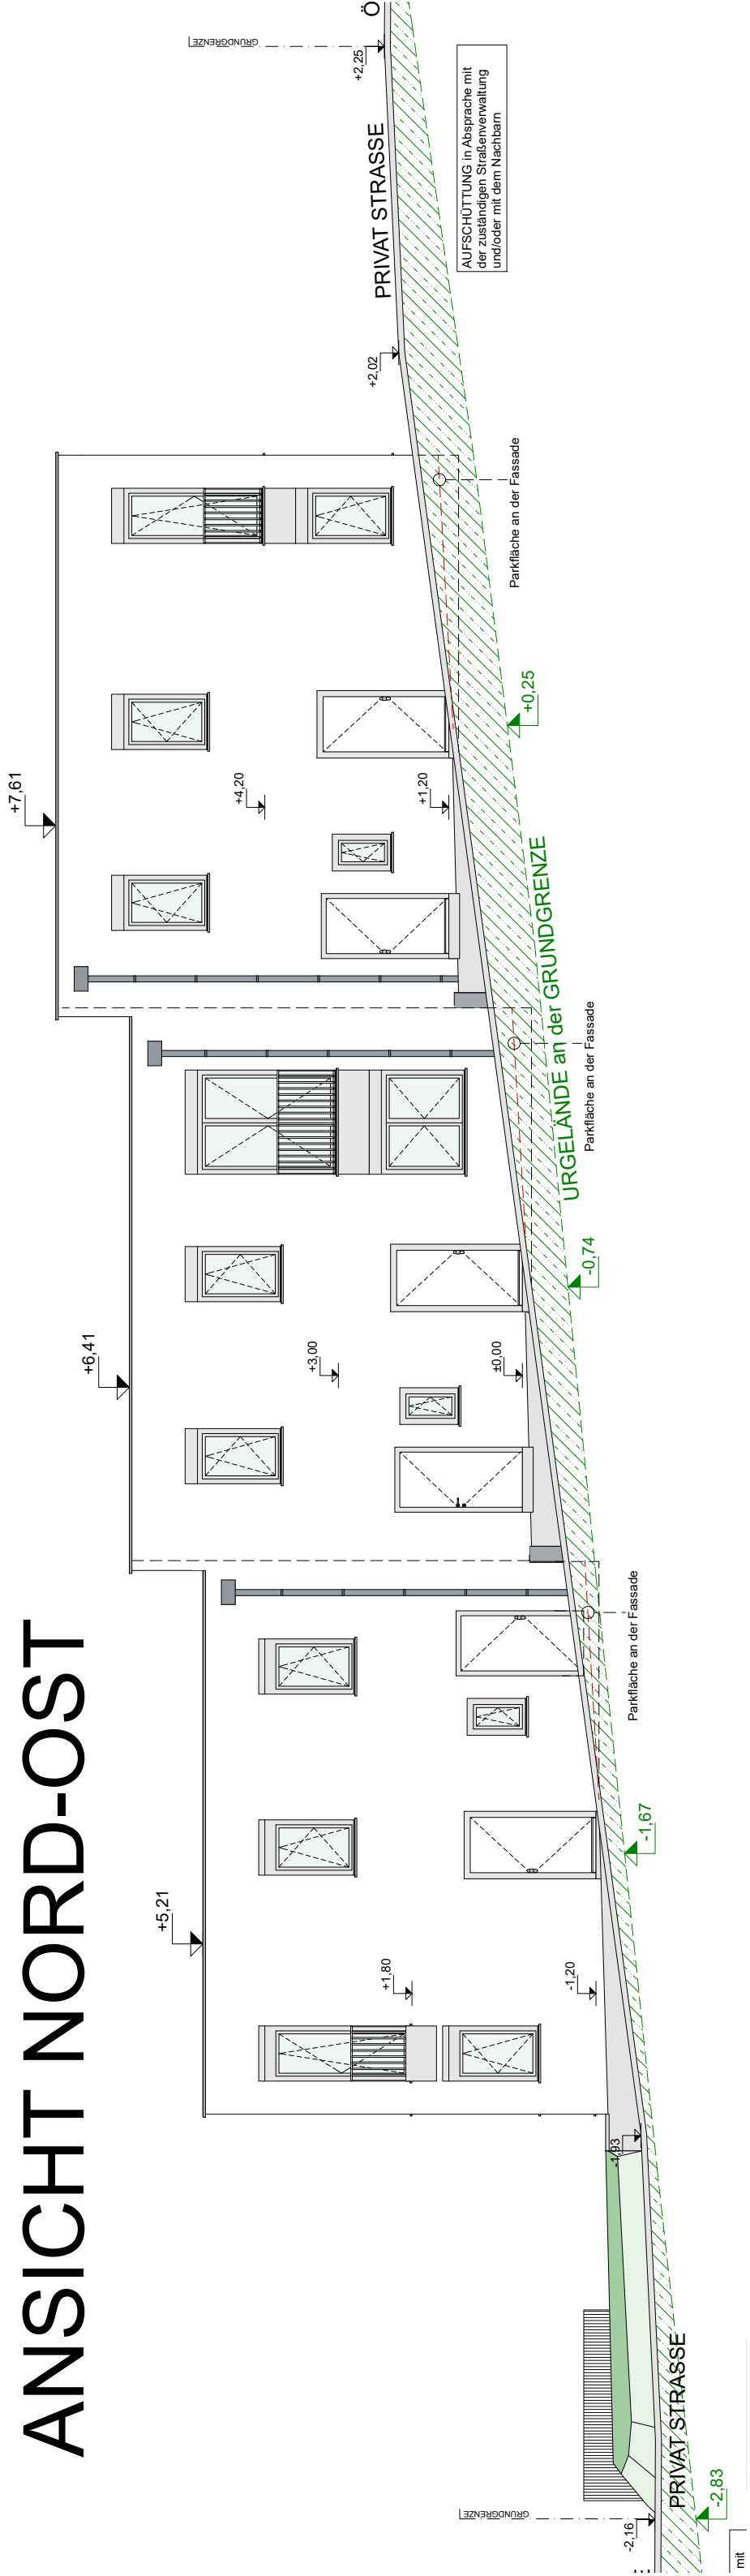 ANSICHT NORD-OST
+7,61
+6,41
+5,21
+4,20
+3,00
+1,80
+1,20
±0,00
-1,20
+2,25
+2,02
-1,93
-2,16
+0,25
-0,74
-1,67
-2,83
GRUNDGRENZE
GRUNDGRENZE
PRIVAT STRASSE
PRIVAT STRASSE
Ö
AUFSCHÜTTUNG in Absprache mit
der zuständigen Straßenverwaltung
und/oder mit dem Nachbarn
URGELÄNDE an der GRUNDGRENZE
Parkfläche an der Fassade
Parkfläche an der Fassade
Parkfläche an der Fassade
mit